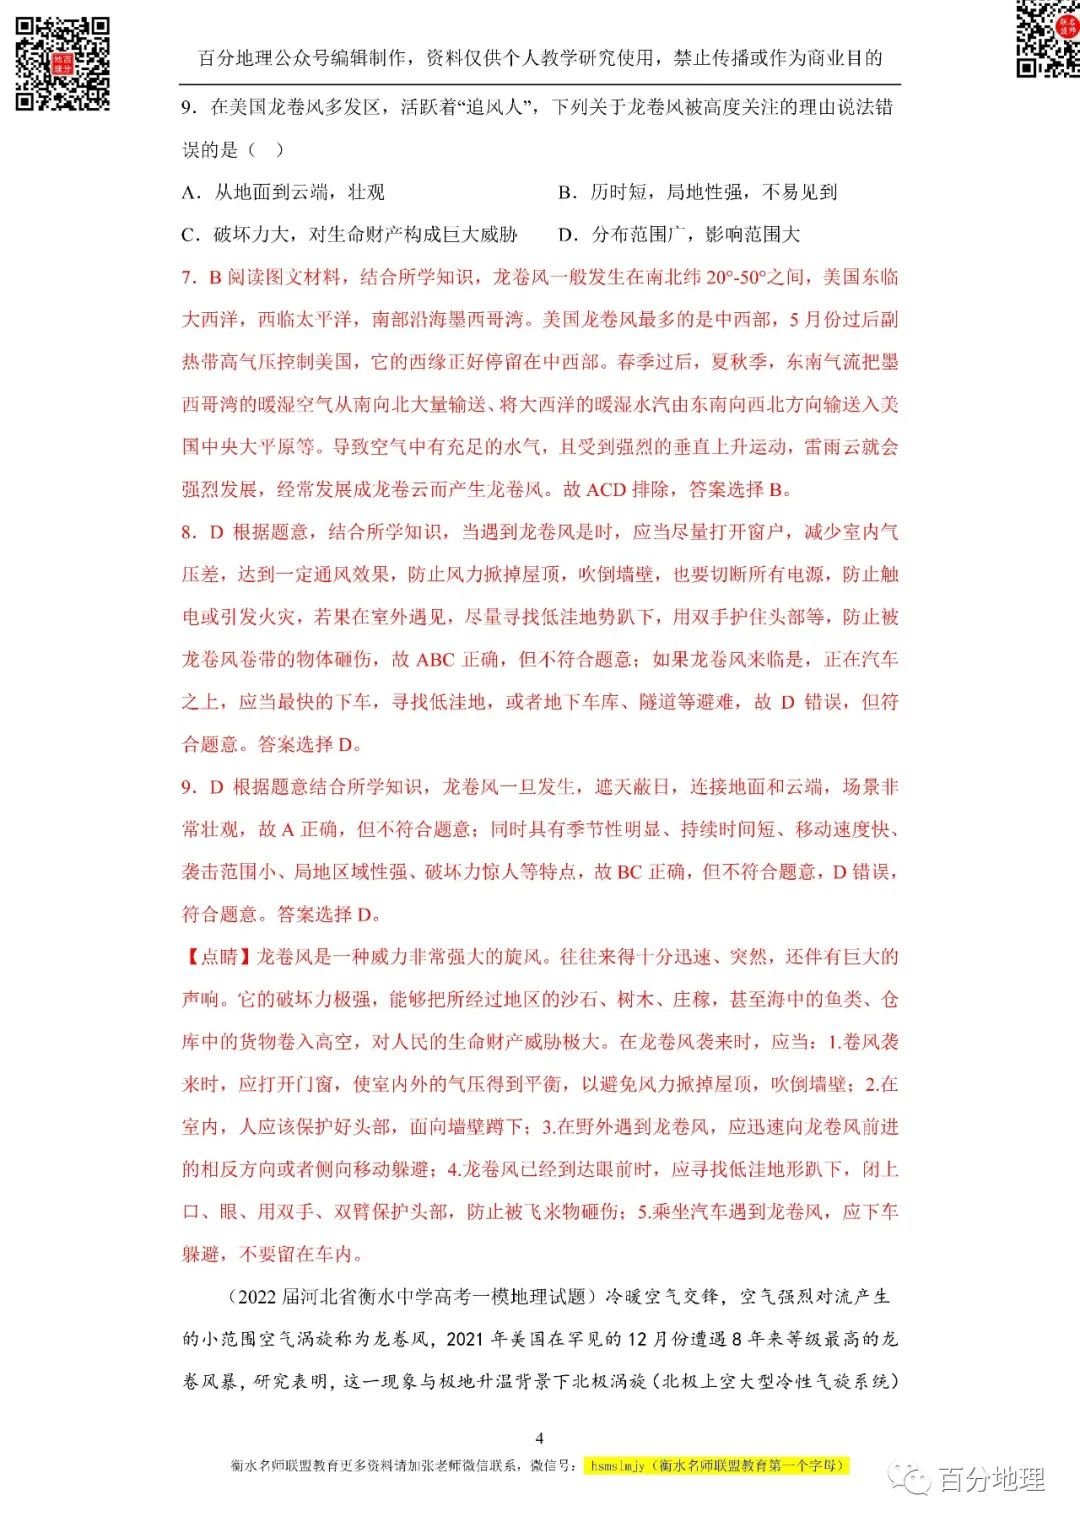 百分地理公众号编辑制作，资料仅供个人教学研究使用，禁止传播或作为商业目的
9．在美国龙卷风多发区，活跃着“追风人”，下列关于龙卷风被高度关注的理由说法错
误的是（　）
A．从地面到云端，壮观　　B．历时短，局地性强，不易见到
C．破坏力大，对生命财产构成巨大威胁　　D．分布范围广，影响范围大
7．B 阅读图文材料，结合所学知识，龙卷风一般发生在南北纬 20°-50°之间，美国东临
大西洋，西临太平洋，南部沿海墨西哥湾。美国龙卷风最多的是中西部，5 月份过后副
热带高气压控制美国，它的西缘正好停留在中西部。春季过后，夏秋季，东南气流把墨
西哥湾的暖湿空气从南向北大量输送、将大西洋的暖湿水汽由东南向西北方向输送入美
国中央大平原等。导致空气中有充足的水气，且受到强烈的垂直上升运动，雷雨云就会
强烈发展，经常发展成龙卷云而产生龙卷风。故 ACD 排除，答案选择 B。
8．D 根据题意，结合所学知识，当遇到龙卷风是时，应当尽量打开窗户，减少室内气
压差，达到一定通风效果，防止风力掀掉屋顶，吹倒墙壁，也要切断所有电源，防止触
电或引发火灾，若果在室外遇见，尽量寻找低洼地势趴下，用双手护住头部等，防止被
龙卷风卷带的物体砸伤，故 ABC 正确，但不符合题意；如果龙卷风来临是，正在汽车
之上，应当最快的下车，寻找低洼地，或者地下车库、隧道等避难，故 D 错误，但符
合题意。答案选择 D。
9．D 根据题意结合所学知识，龙卷风一旦发生，遮天蔽日，连接地面和云端，场景非
常壮观，故 A 正确，但不符合题意；同时具有季节性明显、持续时间短、移动速度快、
袭击范围小、局地区域性强、破坏力惊人等特点，故 BC 正确，但不符合题意，D 错误，
符合题意。答案选择 D。
【点睛】龙卷风是一种威力非常强大的旋风。往往来得十分迅速、突然，还伴有巨大的
声响。它的破坏力极强，能够把所经过地区的沙石、树木、庄稼，甚至海中的鱼类、仓
库中的货物卷入高空，对人民的生命财产威胁极大。在龙卷风袭来时，应当：1.卷风袭
来时，应打开门窗，使室内外的气压得到平衡，以避免风力掀掉屋顶，吹倒墙壁；2.在
室内，人应该保护好头部，面向墙壁蹲下；3.在野外遇到龙卷风，应迅速向龙卷风前进
的相反方向或者侧向移动躲避；4.龙卷风已经到达眼前时，应寻找低洼地形趴下，闭上
口、眼、用双手、双臂保护头部，防止被飞来物砸伤；5.乘坐汽车遇到龙卷风，应下车
躲避，不要留在车内。
（2022 届河北省衡水中学高考一模地理试题）冷暖空气交锋，空气强烈对流产生
的小范围空气涡旋称为龙卷风，2021 年美国在罕见的 12 月份遭遇 8 年来等级最高的龙
卷风暴，研究表明，这一现象与极地升温背景下北极涡旋（北极上空大型冷性气旋系统）
4
衡水名师联盟教育更多资料请加张老师微信联系，微信号： hsmslmjy（衡水名师联盟教育第一个字母）
百分地理